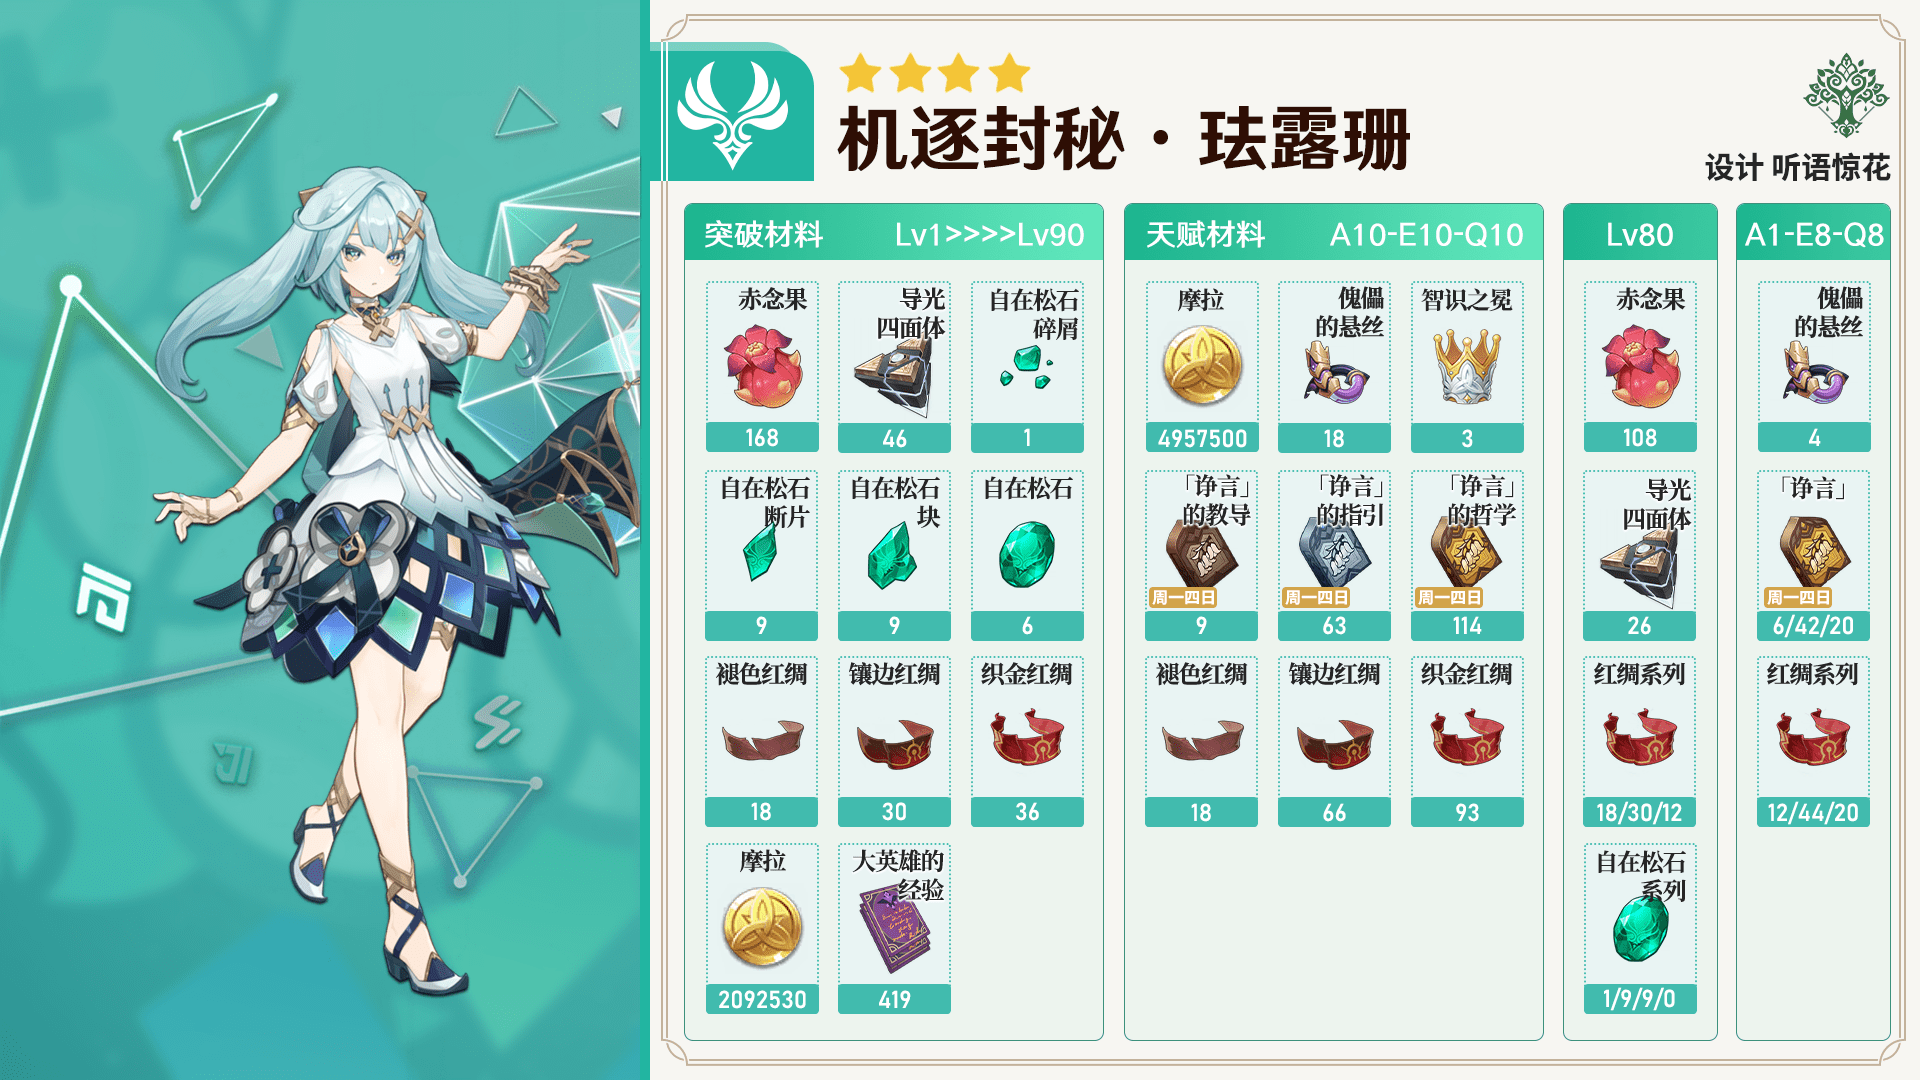 机逐封秘·珐露珊
设计 听语惊花
突破材料 Lv1>>>>Lv90
赤念果
168
导光
四面体
46
自在松石
碎屑
1
自在松石
断片
9
自在松石
块
9
自在松石
6
褪色红绸
18
镶边红绸
30
织金红绸
36
摩拉
2092530
大英雄的
经验
419
天赋材料 A10-E10-Q10
摩拉
4957500
傀儡
的悬丝
18
智识之冕
3
「诤言」
的教导
周一四日
9
「诤言」
的指引
周一四日
63
「诤言」
的哲学
周一四日
114
褪色红绸
18
镶边红绸
66
织金红绸
93
Lv80
赤念果
108
导光
四面体
26
红绸系列
18/30/12
自在松石
系列
1/9/9/0
A1-E8-Q8
傀儡
的悬丝
4
「诤言」
周一四日
6/42/20
红绸系列
12/44/20